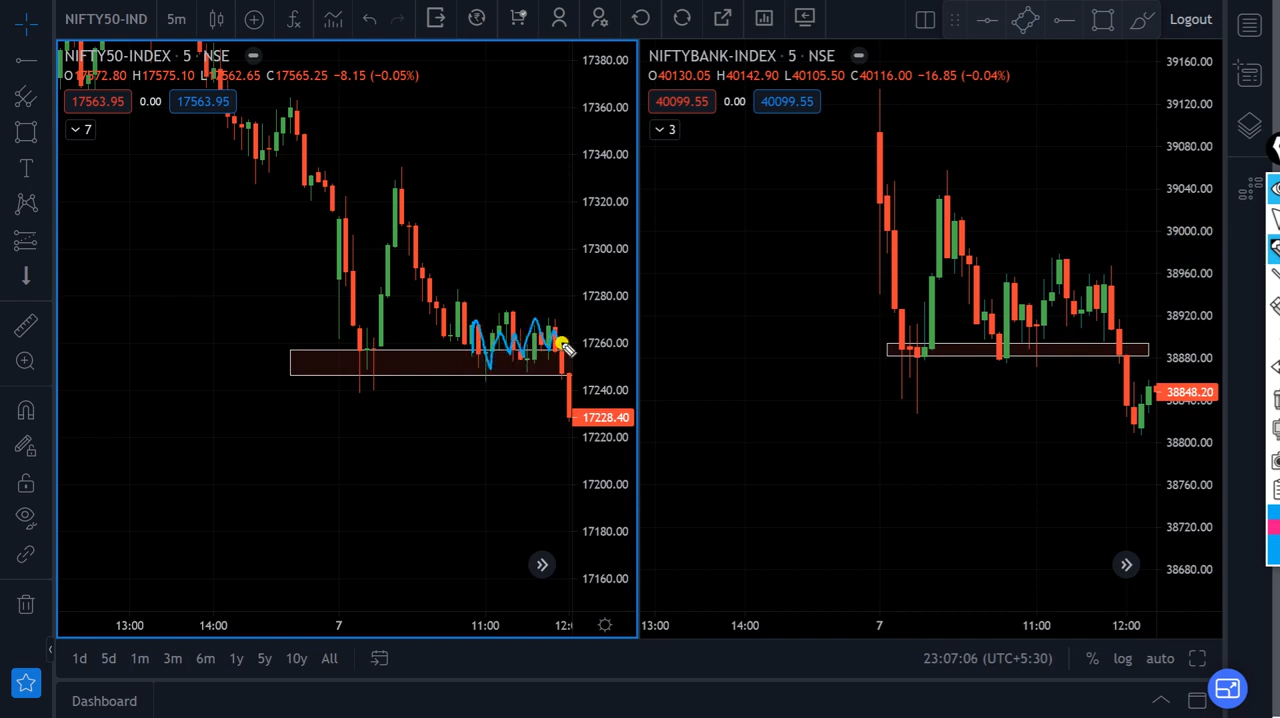 NIFTY50-IND 5m Logout
NIFTY50-INDEX · 5 · NSE
O17572.80 H17575.10 L17562.65 C17565.25 −8.15 (−0.05%)
17563.95 0.00 17563.95
7
17380.00
17360.00
17340.00
17320.00
17300.00
17280.00
17260.00
17240.00
17228.40
17220.00
17200.00
17180.00
17160.00
13:00 14:00 7 11:00
NIFTYBANK-INDEX · 5 · NSE
O40130.05 H40142.90 L40105.50 C40116.00 −16.85 (−0.04%)
40099.55 0.00 40099.55
3
39160.00
39120.00
39080.00
39040.00
39000.00
38960.00
38920.00
38880.00
38848.20
38800.00
38760.00
38720.00
38680.00
13:00 14:00 7 11:00 12:00
1d 5d 1m 3m 6m 1y 5y 10y All 23:07:06 (UTC+5:30) % log auto
Dashboard